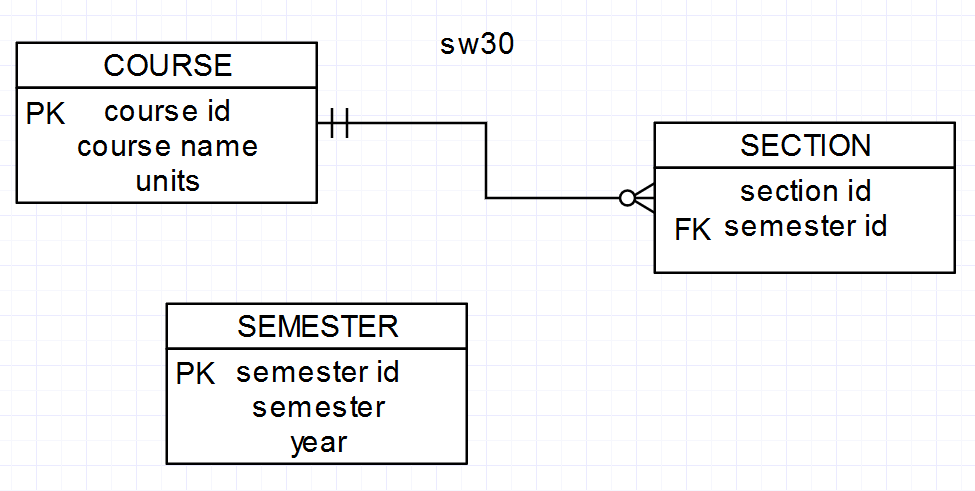 sw30
COURSE
PK course id
course name
units
SECTION
section id
FK semester id
SEMESTER
PK semester id
semester
year